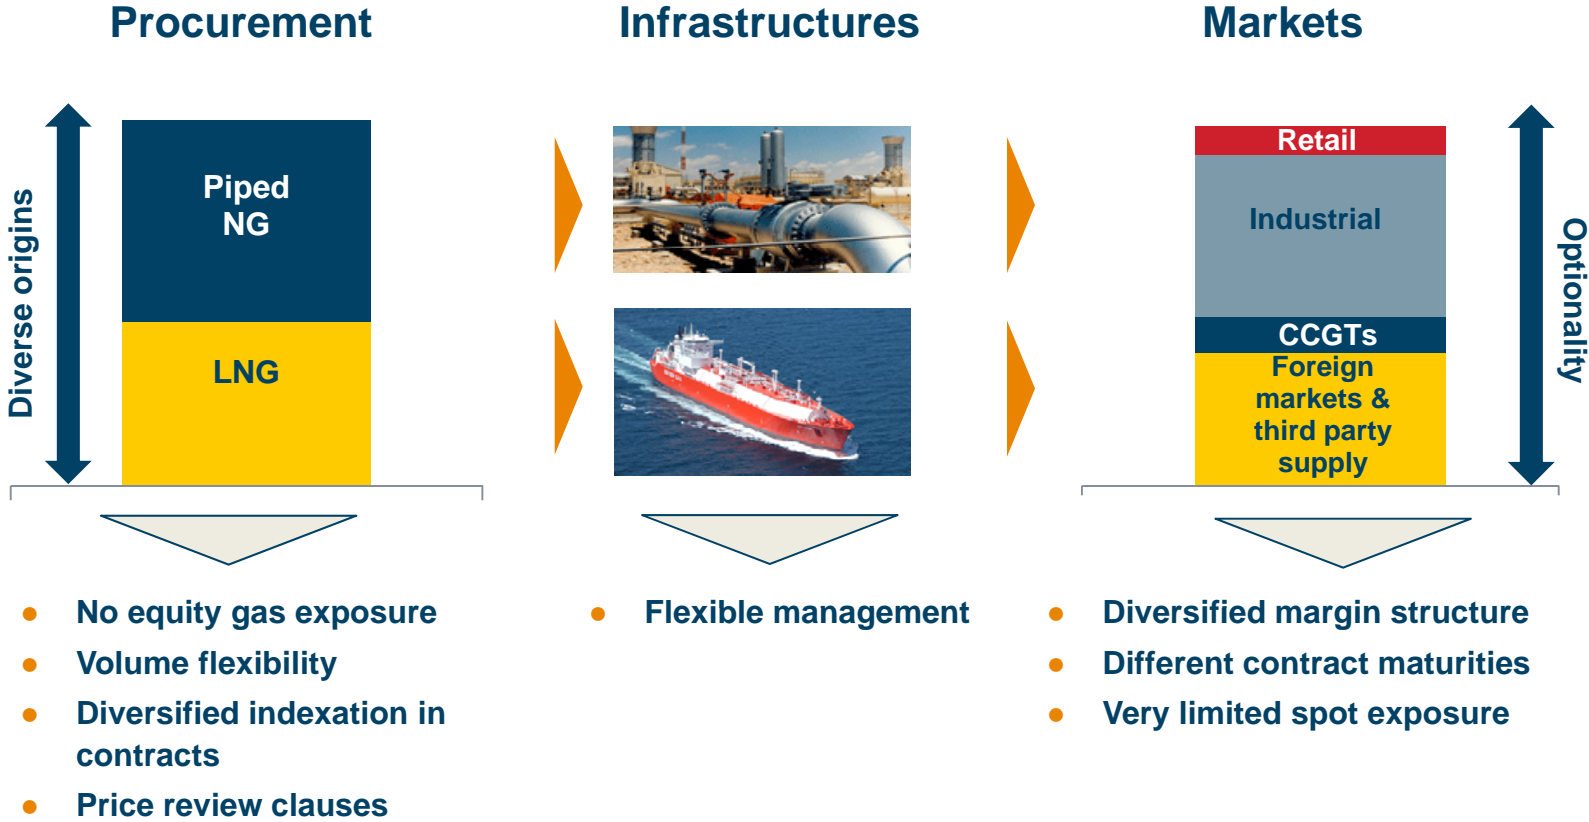 Procurement
Infrastructures
Markets
Diverse origins
Piped
NG
LNG
Retail
Industrial
CCGTs
Foreign
markets &
third party
supply
Optionality
No equity gas exposure
Volume flexibility
Diversified indexation in
contracts
Price review clauses
Flexible management
Diversified margin structure
Different contract maturities
Very limited spot exposure